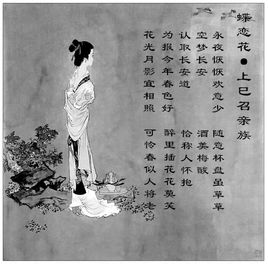 蝶恋花●上巳召亲族
永夜恹恹欢意少
空梦长安
认取长安道
为报今年春色好
花光月影宜相照
随意杯盘虽草草
酒美梅酸
恰称人怀抱
醉里插花花莫笑
可怜春似人将老